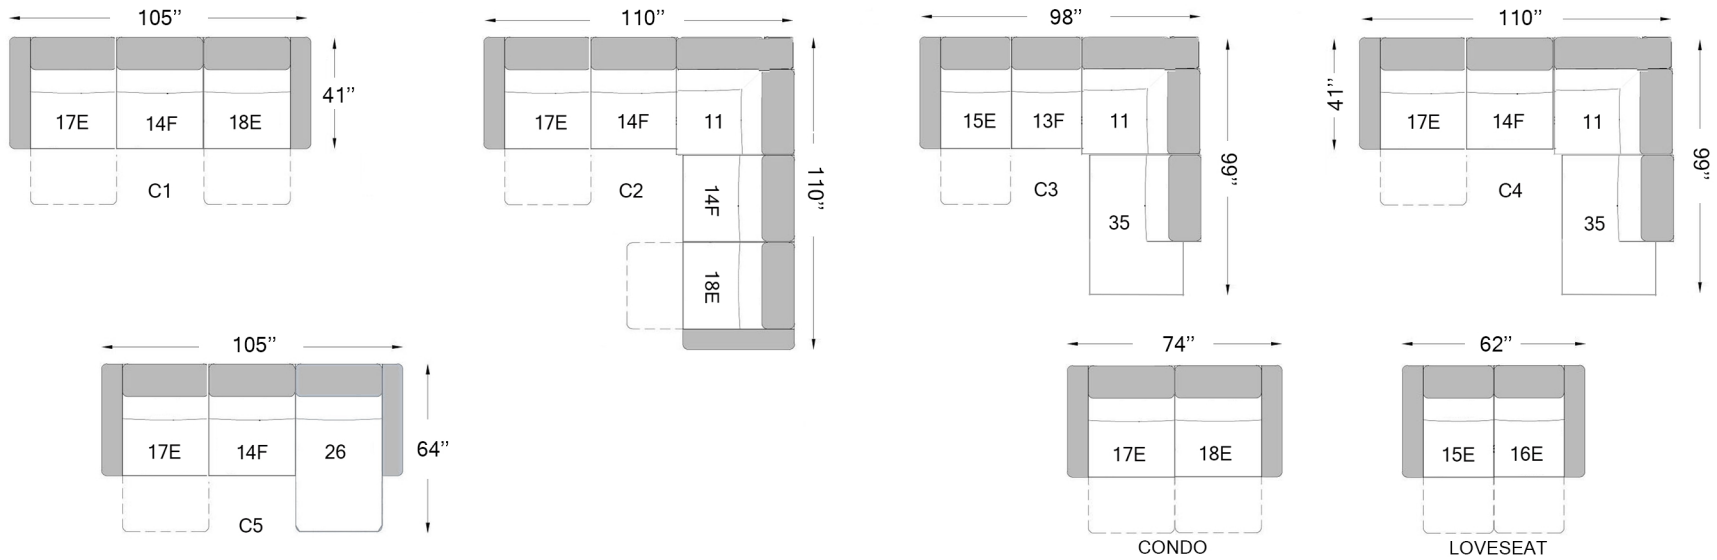 105”
17E 14F 18E
41”
C1
110”
17E 14F 11
14F
18E
110”
C2
98”
15E 13F 11
35
66”
C3
110”
41”
17E 14F 11
35
66”
C4
105”
17E 14F 26
64”
C5
74”
17E 18E
CONDO
62”
15E 16E
LOVESEAT